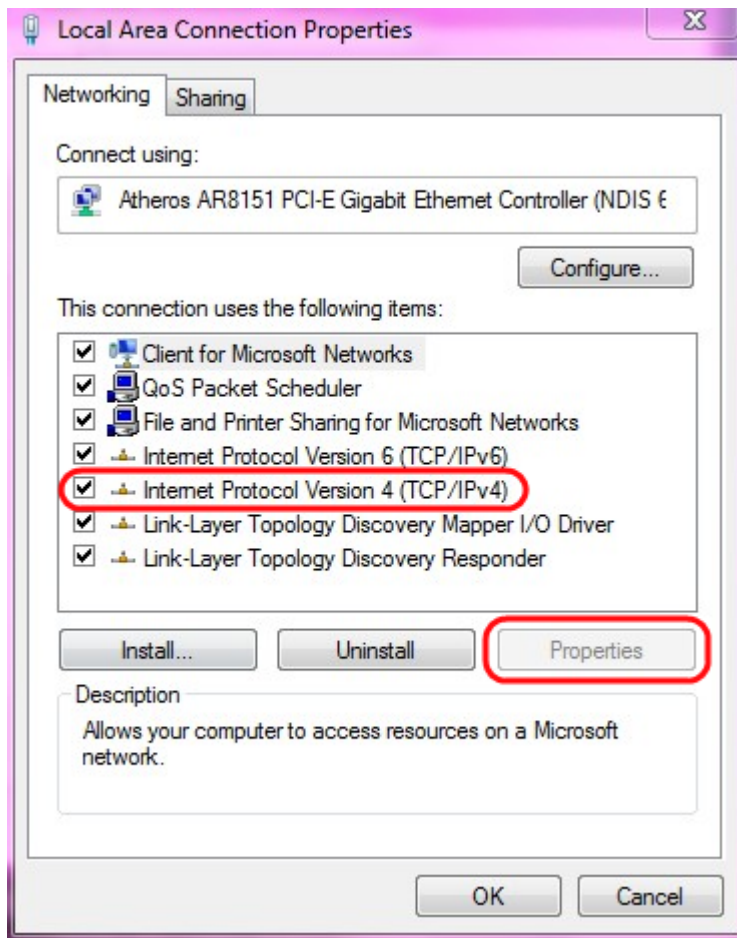 Local Area Connection Properties
Networking Sharing
Connect using:
Atheros AR8151 PCI-E Gigabit Ethernet Controller (NDIS 6
Configure...
This connection uses the following items:
Client for Microsoft Networks
QoS Packet Scheduler
File and Printer Sharing for Microsoft Networks
Internet Protocol Version 6 (TCP/IPv6)
Internet Protocol Version 4 (TCP/IPv4)
Link-Layer Topology Discovery Mapper I/O Driver
Link-Layer Topology Discovery Responder
Install... Uninstall Properties
Description
Allows your computer to access resources on a Microsoft
network.
OK Cancel